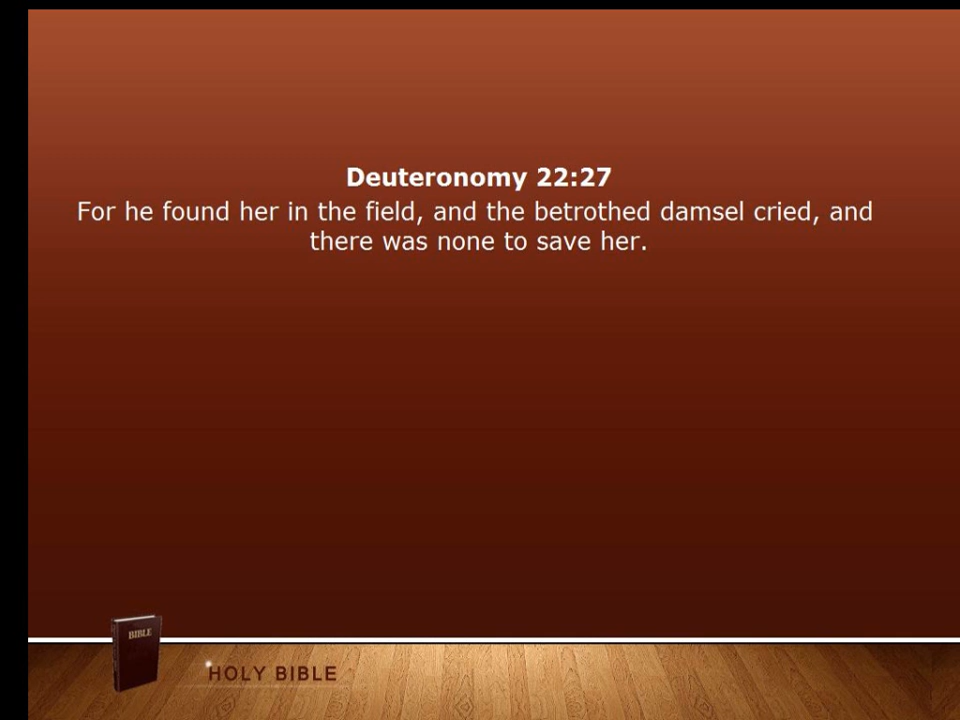 Deuteronomy 22:27
For he found her in the field, and the betrothed damsel cried, and
there was none to save her.
BIBLE
HOLY BIBLE